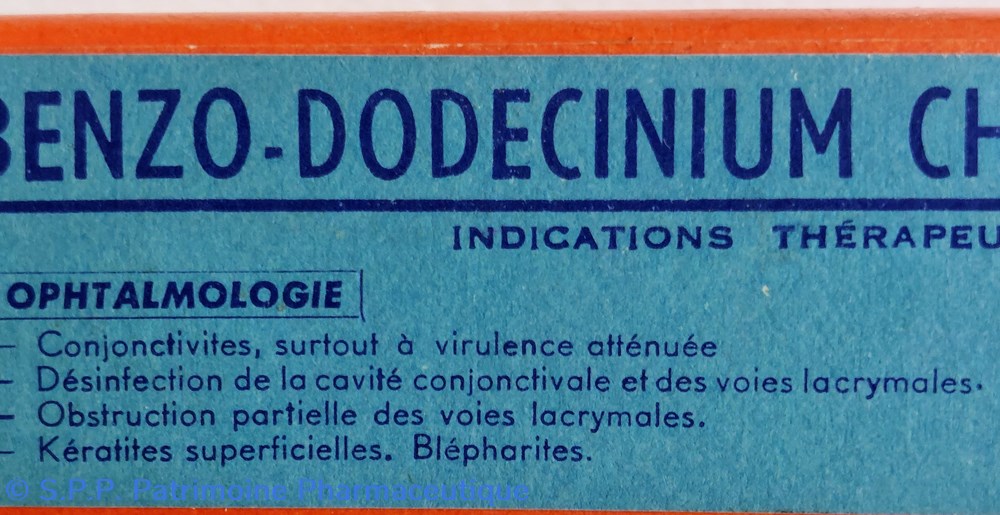 BENZO-DODECINIUM CH
INDICATIONS THÉRAPEU
OPHTALMOLOGIE
— Conjonctivites, surtout à virulence atténuée
— Désinfection de la cavité conjonctivale et des voies lacrymales.
— Obstruction partielle des voies lacrymales.
— Kératites superficielles. Blépharites.
© S.P.P. Patrimoine Pharmaceutique